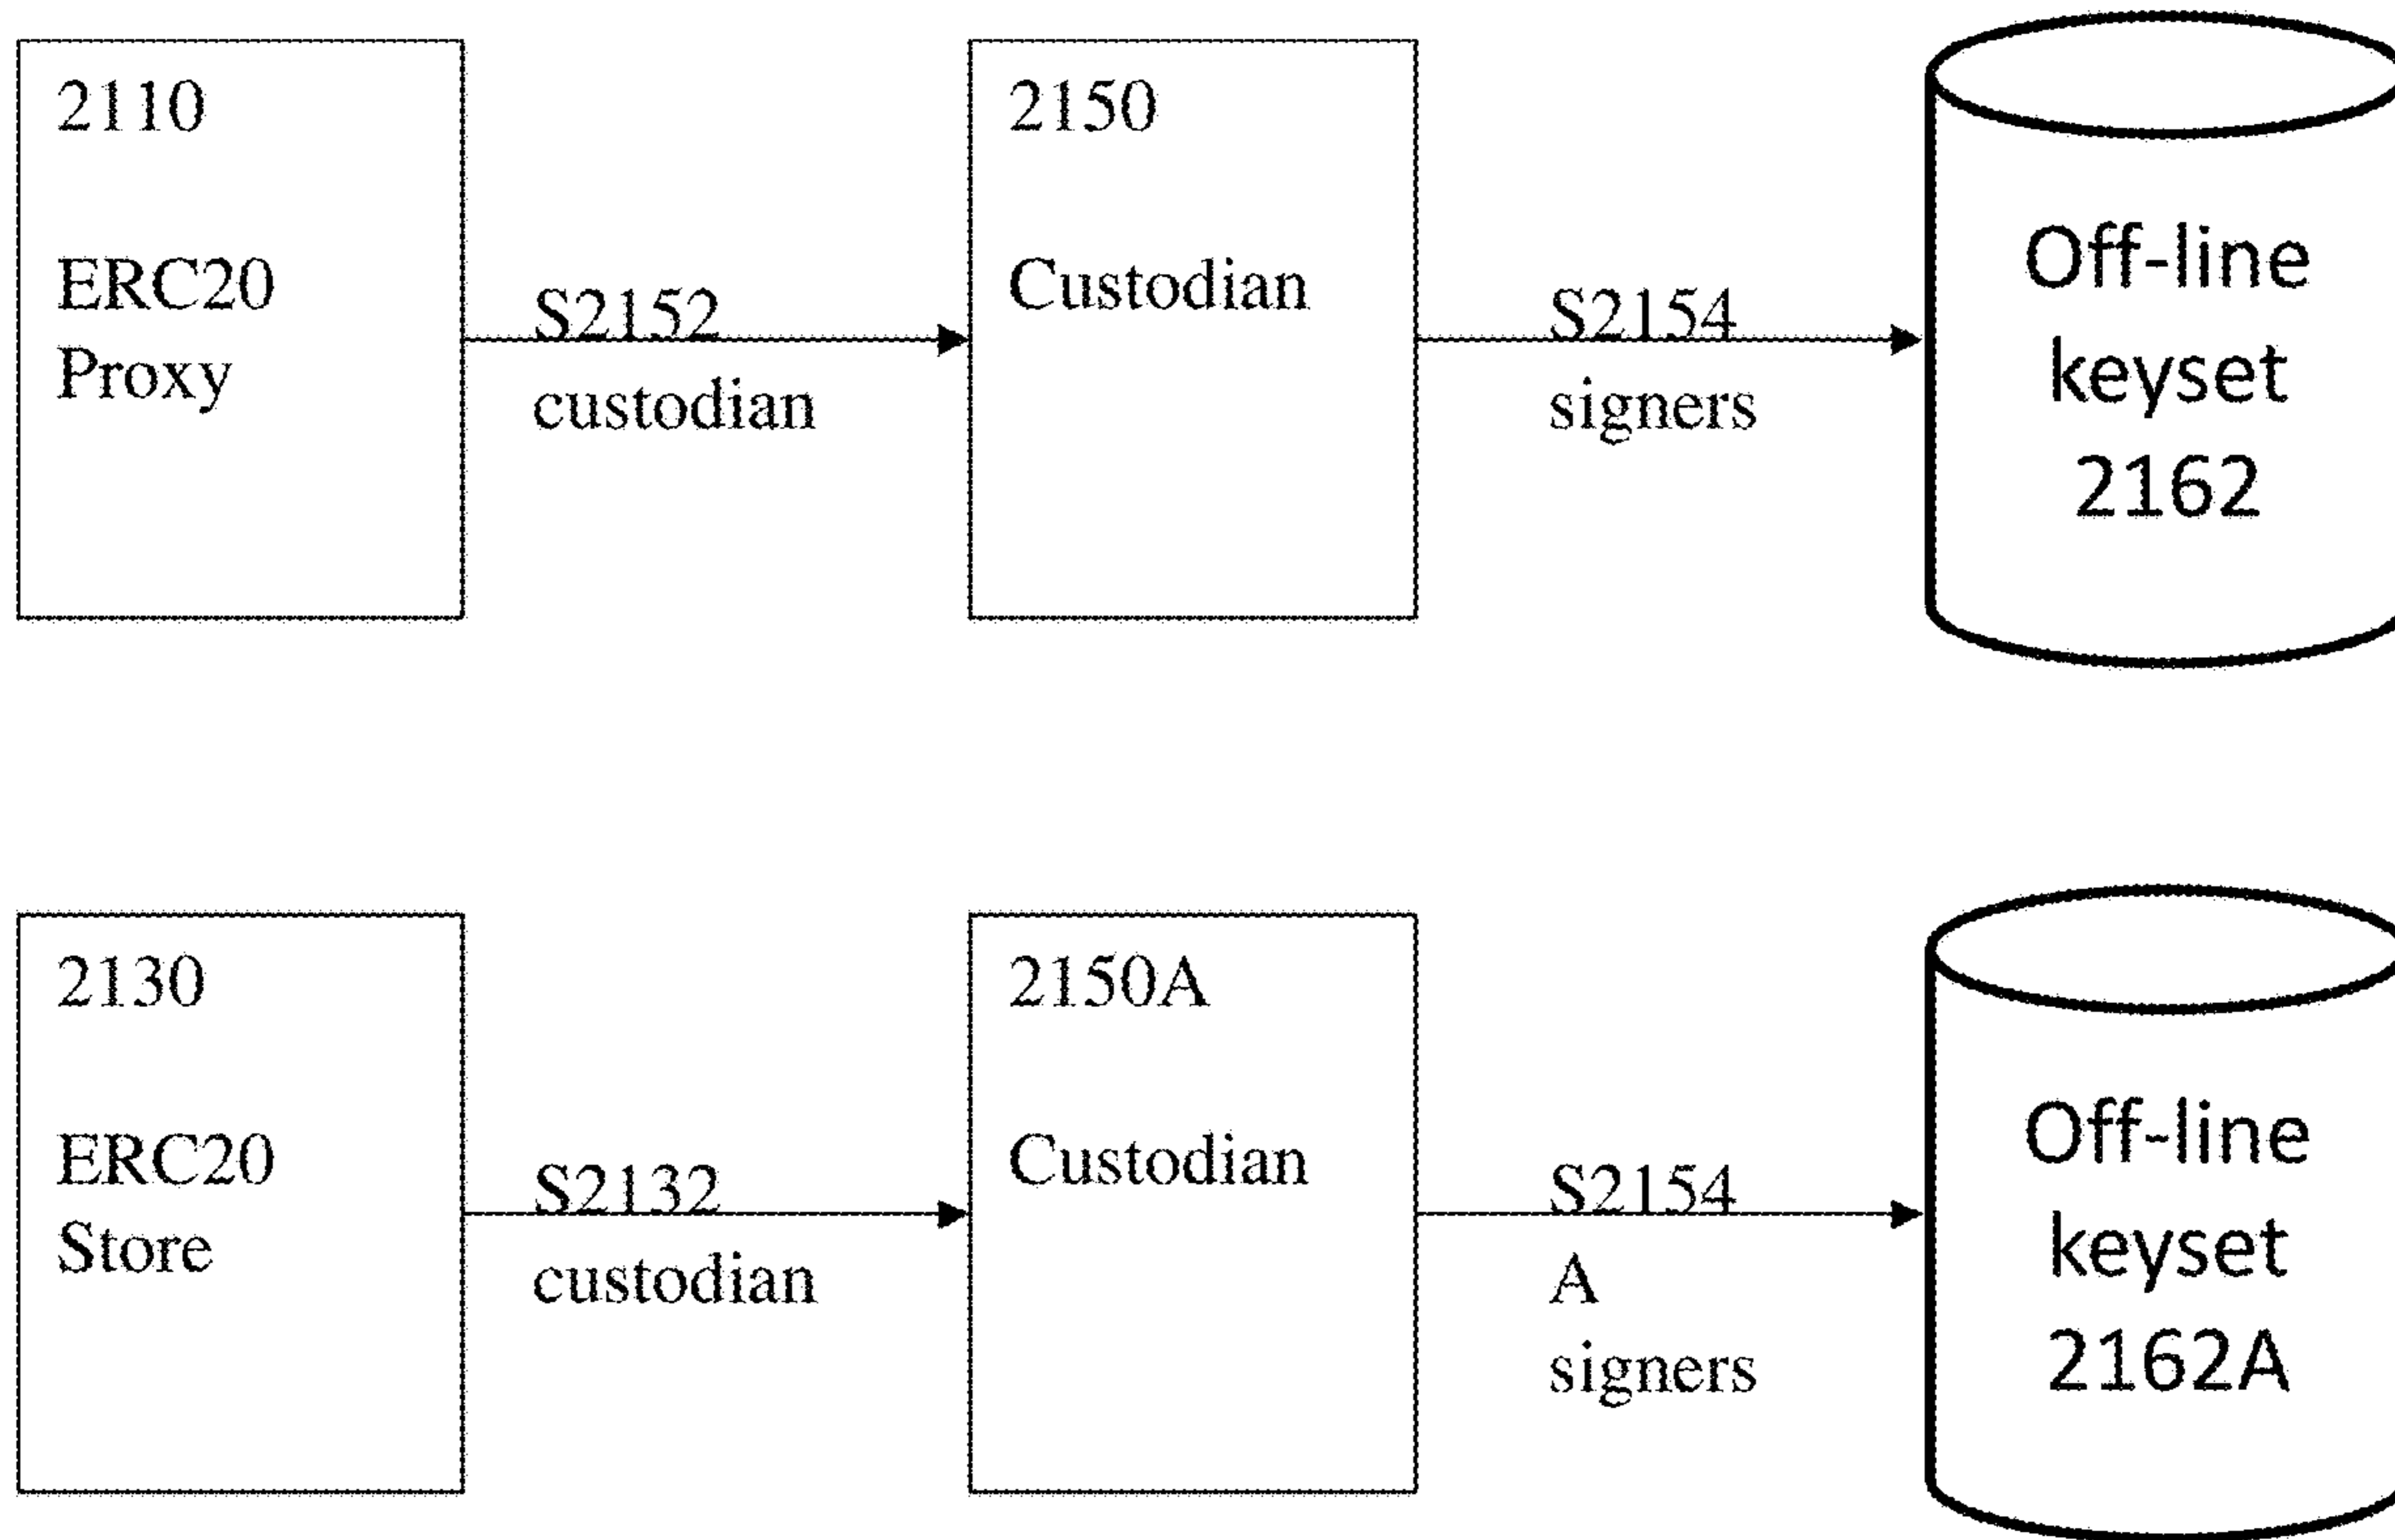 2110
ERC20
Proxy
S2152
custodian
2150
Custodian
S2154
signers
Off-line
keyset
2162
2130
ERC20
Store
S2132
custodian
2150A
Custodian
S2154
A
signers
Off-line
keyset
2162A